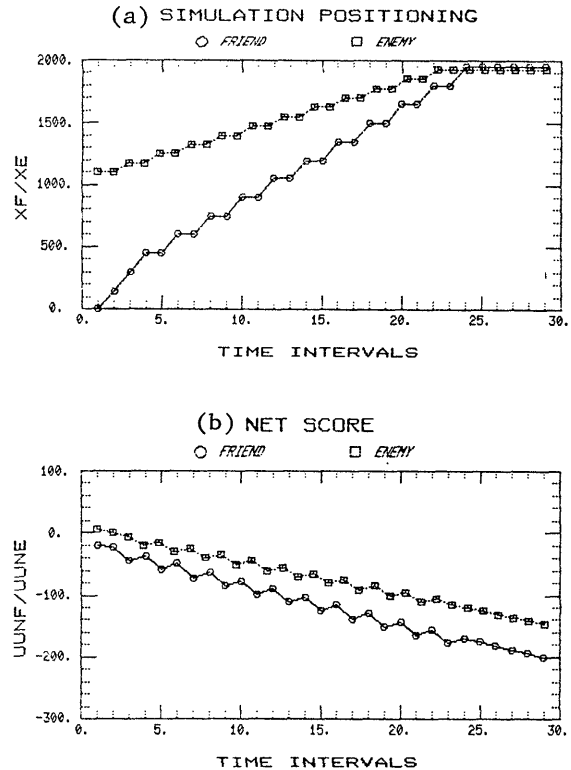 (a) SIMULATION POSITIONING
FRIEND ENEMY
2000.
1500.
1000.
500.
0.
XF/XE
0. 5. 10. 15. 20. 25. 30.
TIME INTERVALS
(b) NET SCORE
FRIEND ENEMY
100.
0.
-100.
-200.
-300.
UUNF/UUNE
0. 5. 10. 15. 20. 25. 30.
TIME INTERVALS